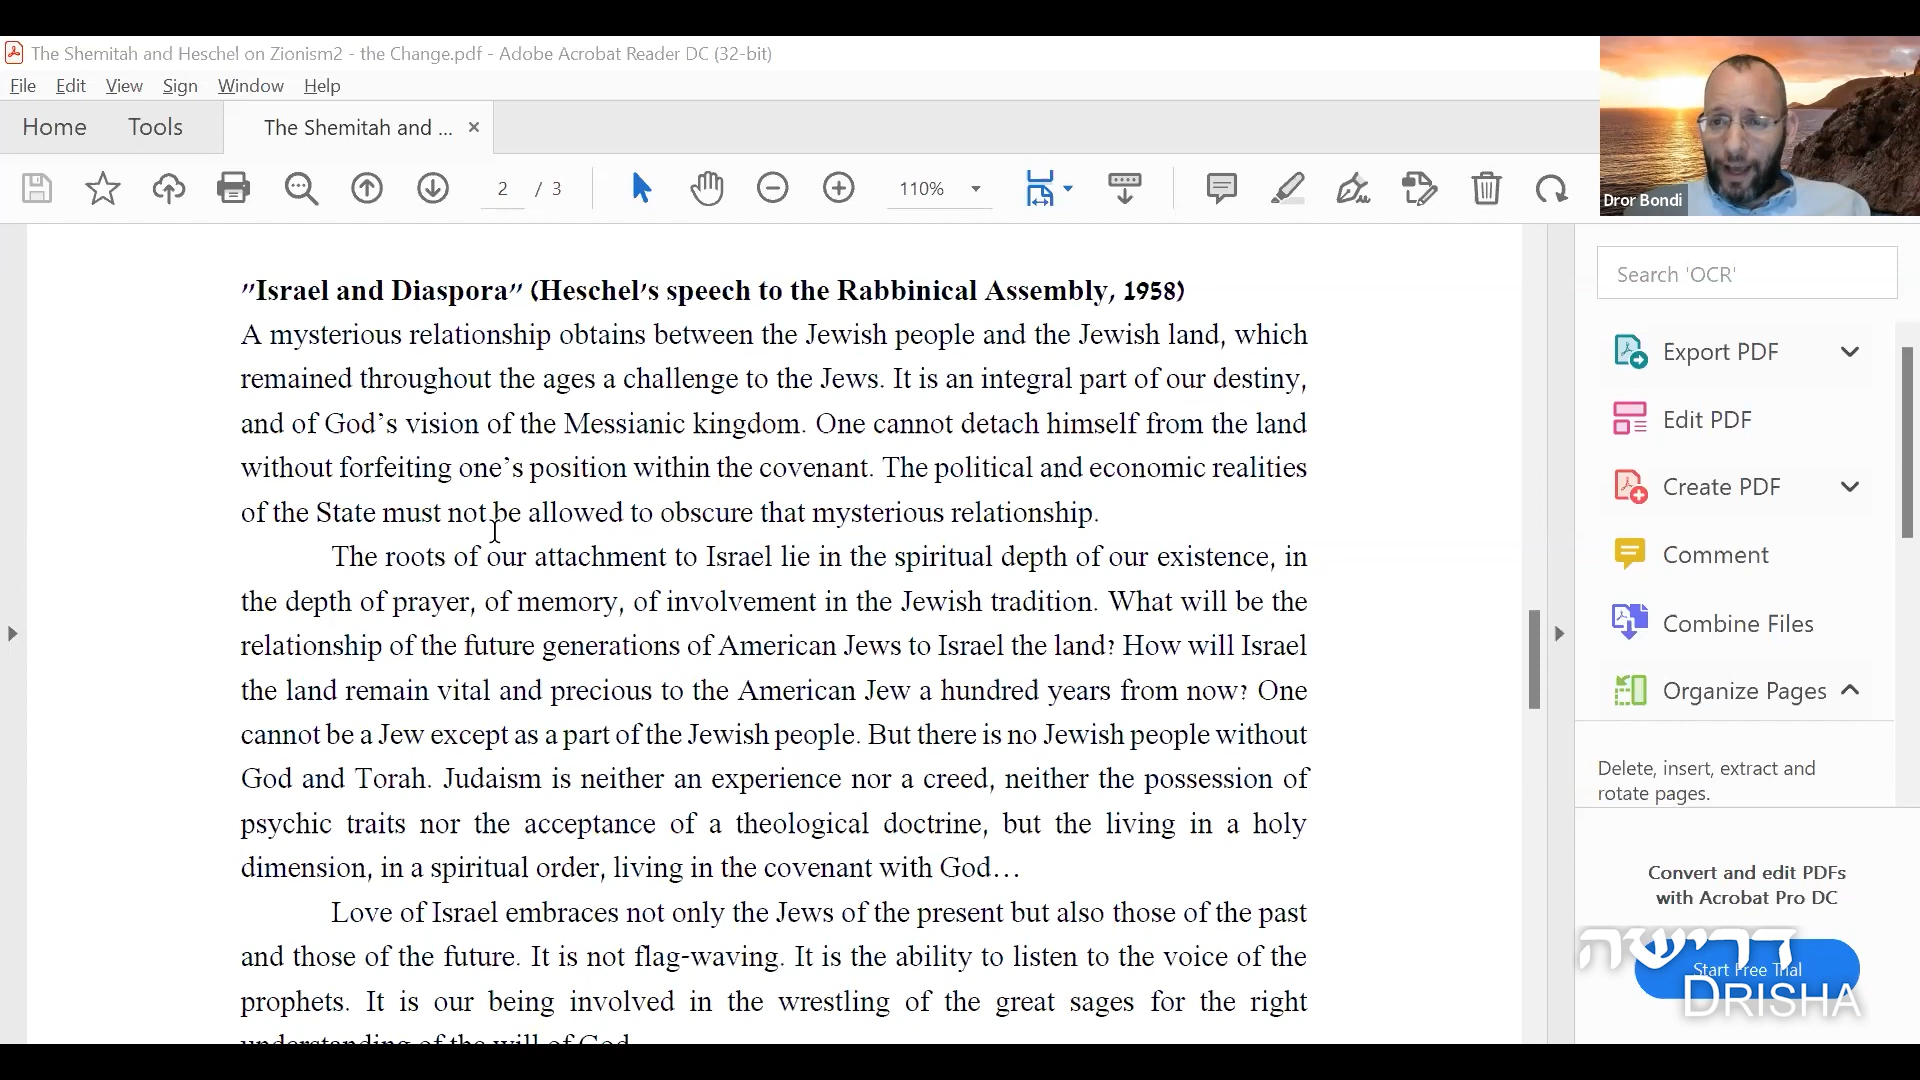 The Shemitah and Heschel on Zionism2 - the Change.pdf - Adobe Acrobat Reader DC (32-bit)
File Edit View Sign Window Help
Home Tools The Shemitah and ... ×
2 / 3 110%
Dror Bondi
"Israel and Diaspora" (Heschel's speech to the Rabbinical Assembly, 1958)
A mysterious relationship obtains between the Jewish people and the Jewish land, which
remained throughout the ages a challenge to the Jews. It is an integral part of our destiny,
and of God's vision of the Messianic kingdom. One cannot detach himself from the land
without forfeiting one's position within the covenant. The political and economic realities
of the State must not be allowed to obscure that mysterious relationship.
The roots of our attachment to Israel lie in the spiritual depth of our existence, in
the depth of prayer, of memory, of involvement in the Jewish tradition. What will be the
relationship of the future generations of American Jews to Israel the land? How will Israel
the land remain vital and precious to the American Jew a hundred years from now? One
cannot be a Jew except as a part of the Jewish people. But there is no Jewish people without
God and Torah. Judaism is neither an experience nor a creed, neither the possession of
psychic traits nor the acceptance of a theological doctrine, but the living in a holy
dimension, in a spiritual order, living in the covenant with God…
Love of Israel embraces not only the Jews of the present but also those of the past
and those of the future. It is not flag-waving. It is the ability to listen to the voice of the
prophets. It is our being involved in the wrestling of the great sages for the right
understanding of the will of God.
Search 'OCR'
Export PDF
Edit PDF
Create PDF
Comment
Combine Files
Organize Pages
Delete, insert, extract and
rotate pages.
Convert and edit PDFs
with Acrobat Pro DC
Start Free Trial
דרישה
DRISHA